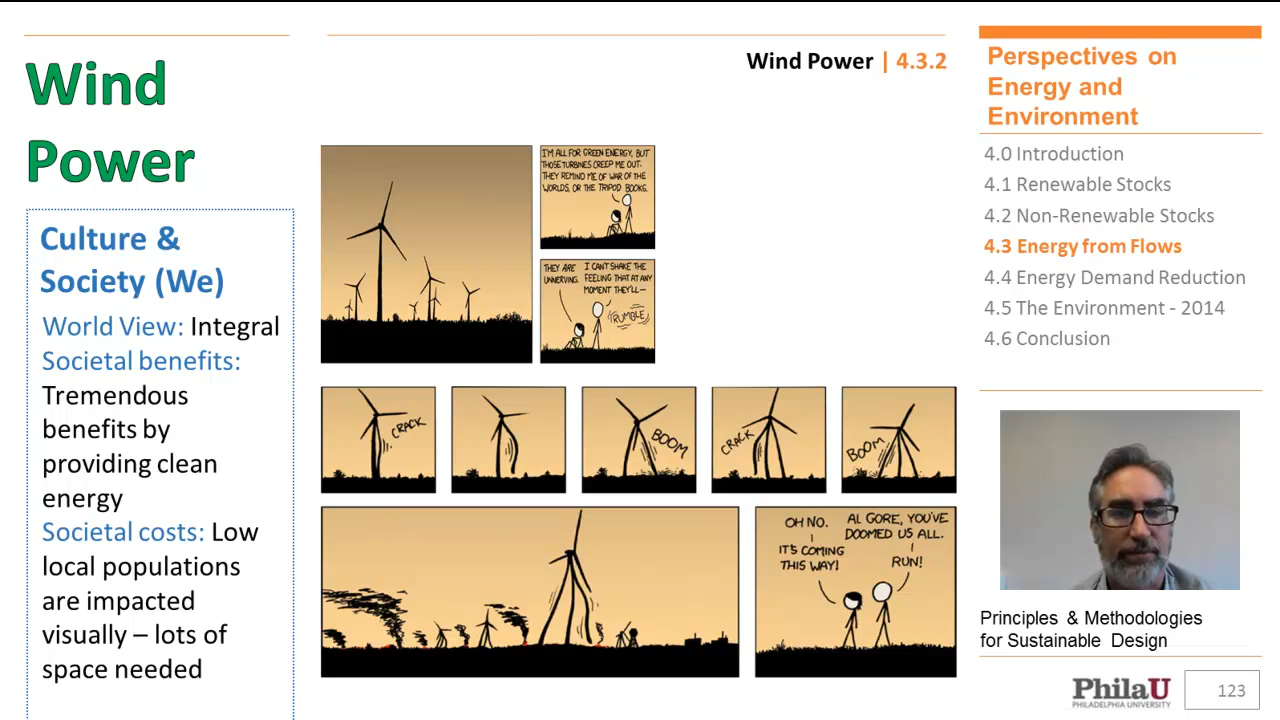 Wind
Power
Culture &
Society (We)
World View: Integral
Societal benefits:
Tremendous
benefits by
providing clean
energy
Societal costs: Low
local populations
are impacted
visually – lots of
space needed
Wind Power | 4.3.2
I'M ALL FOR GREEN ENERGY, BUT
THOSE TURBINES CREEP ME OUT.
THEY REMIND ME OF WAR OF THE
WORLDS, OR THE TRIPOD BOOKS.
THEY ARE
UNNERVING.
I CAN'T SHAKE THE
FEELING THAT AT ANY
MOMENT THEY'LL—
RUMBLE
CRACK
BOOM
CRACK
BOOM
OH NO.
IT'S COMING
THIS WAY!
AL GORE, YOU'VE
DOOMED US ALL.
RUN!
Perspectives on
Energy and
Environment
4.0 Introduction
4.1 Renewable Stocks
4.2 Non-Renewable Stocks
4.3 Energy from Flows
4.4 Energy Demand Reduction
4.5 The Environment - 2014
4.6 Conclusion
Principles & Methodologies
for Sustainable Design
PhilaU
PHILADELPHIA UNIVERSITY
123